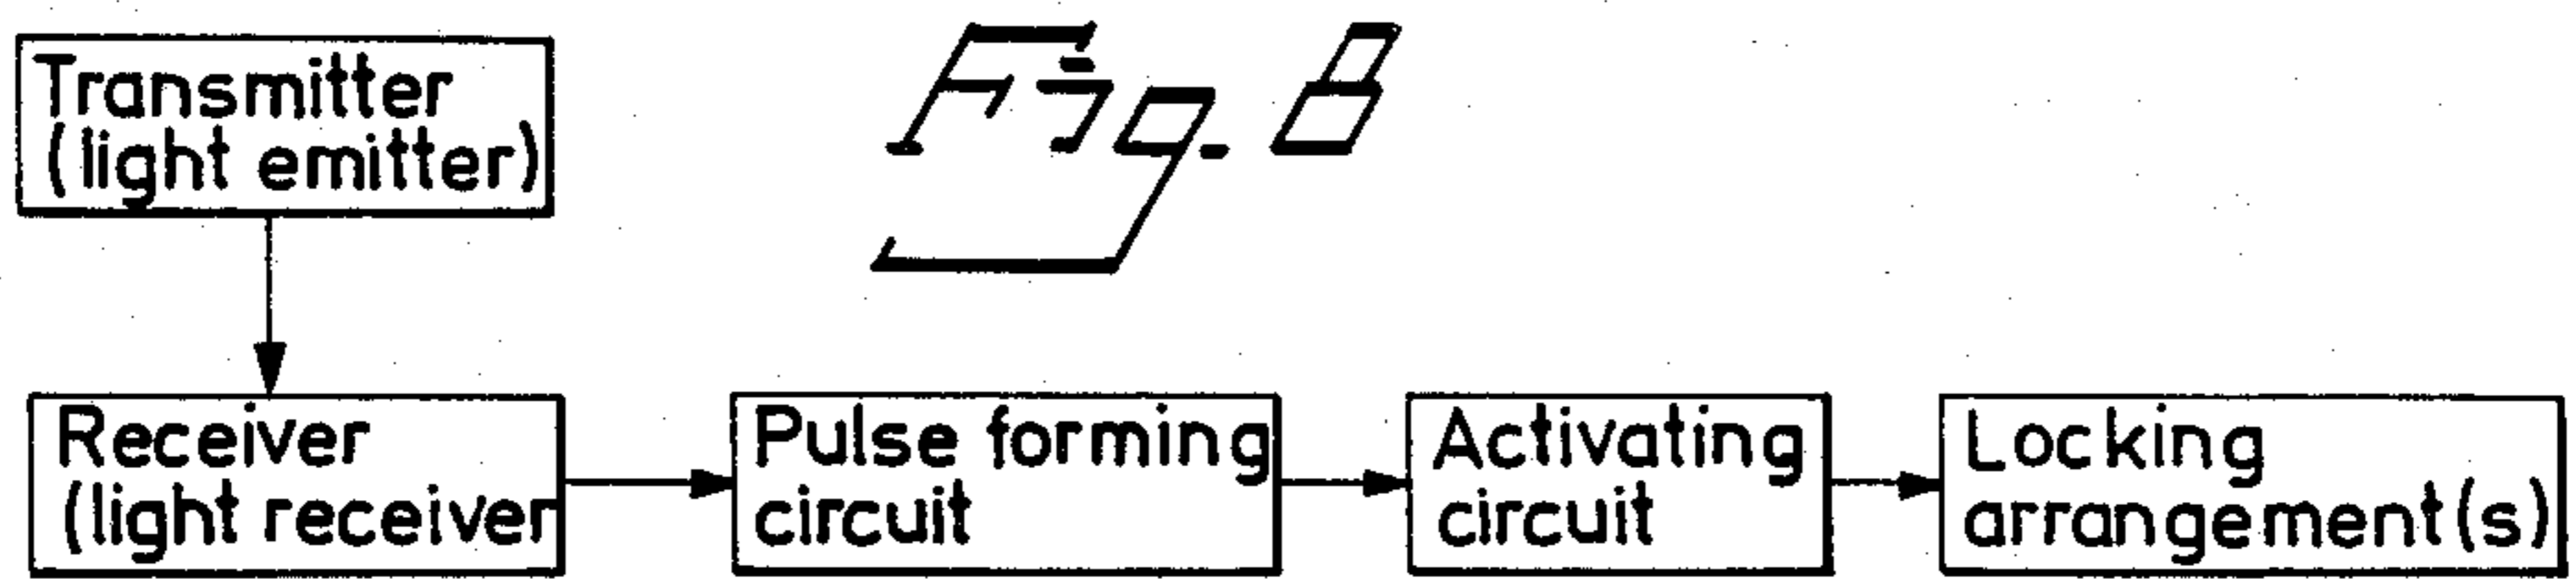 Fig. 8
Transmitter
(light emitter)
Receiver
(light receiver
Pulse forming
circuit
Activating
circuit
Locking
arrangement(s)